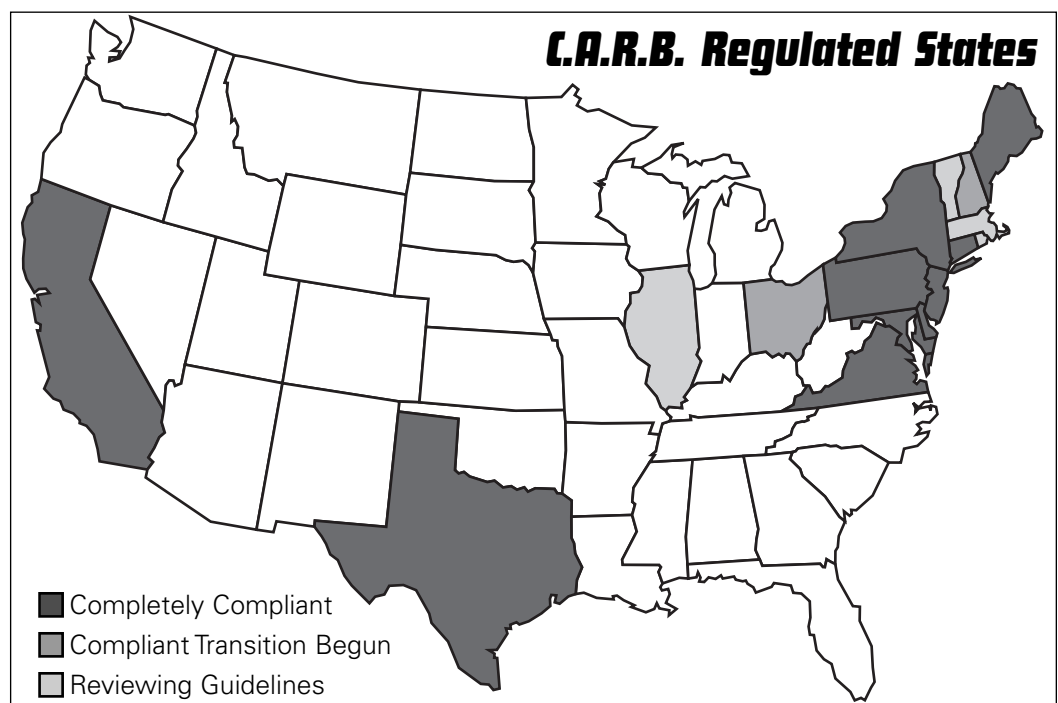 C.A.R.B. Regulated States
Completely Compliant
Compliant Transition Begun
Reviewing Guidelines